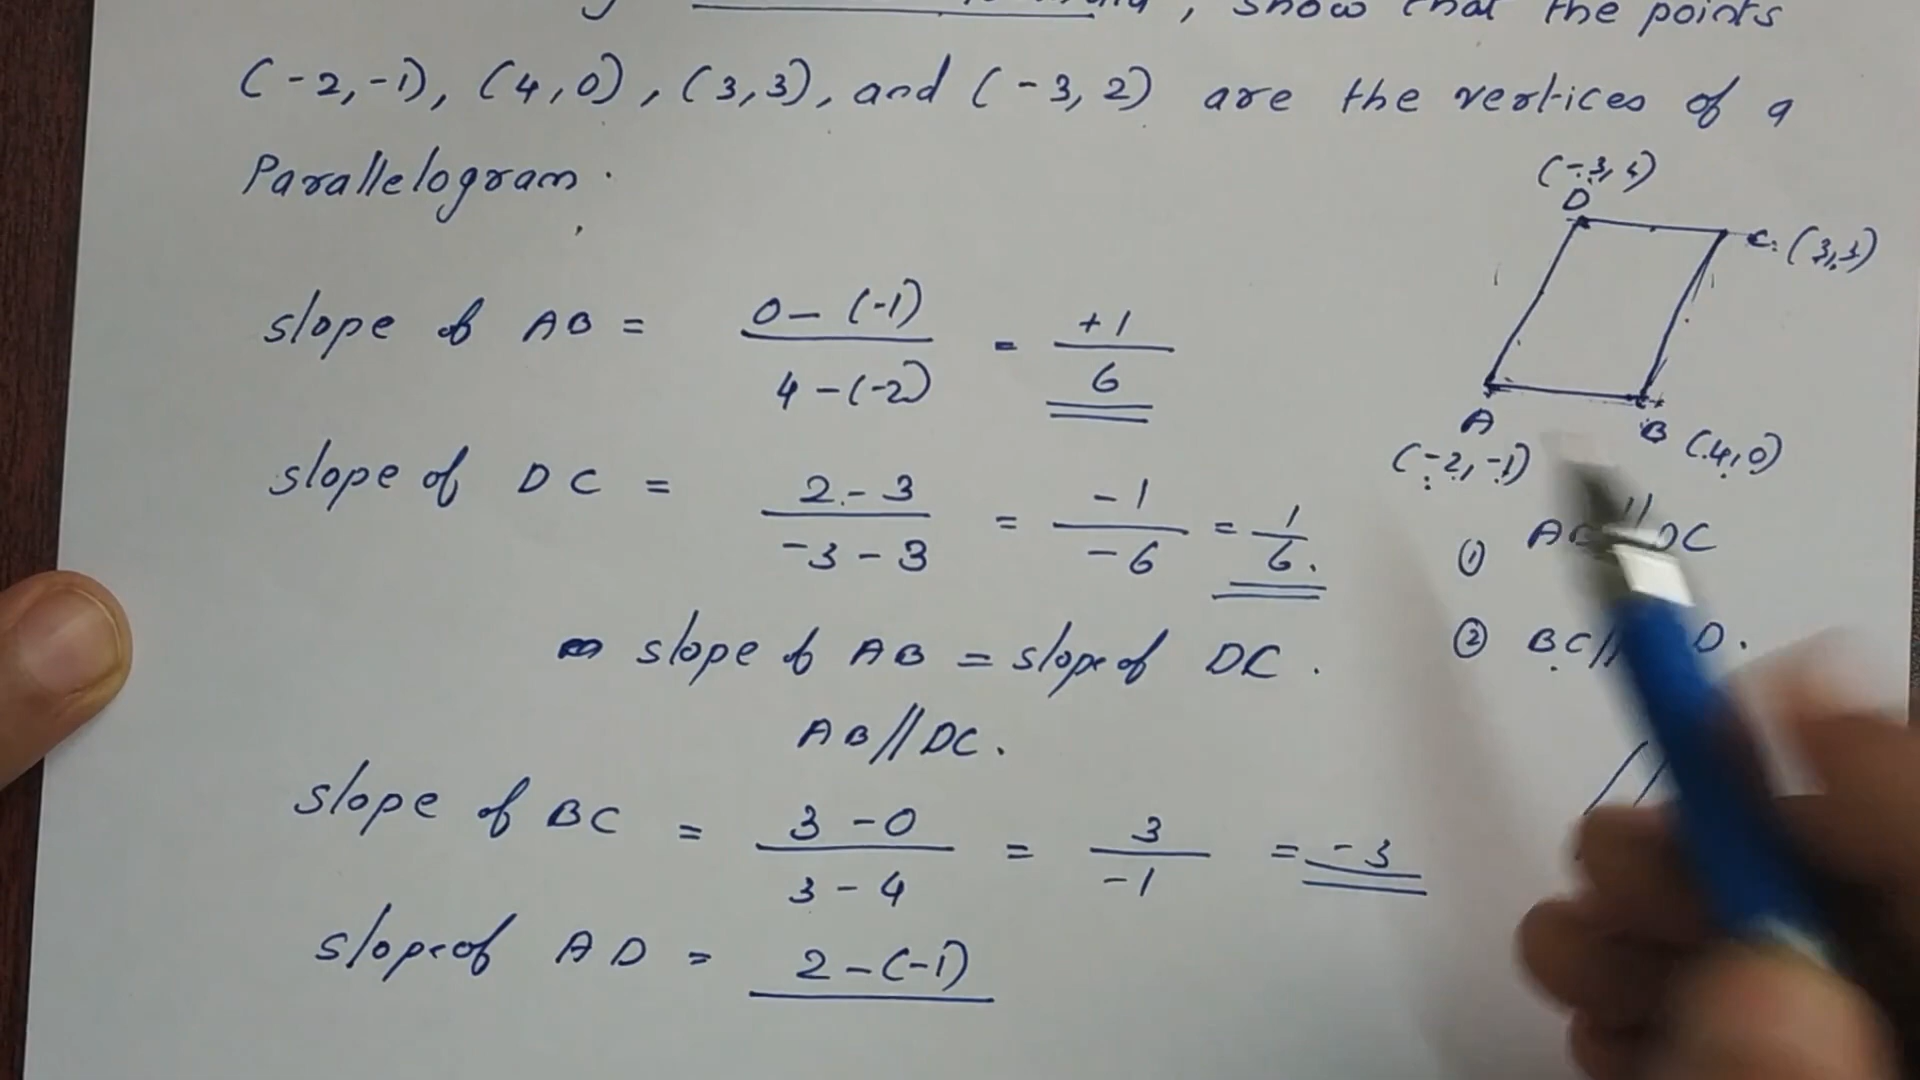 , show that the points
(-2,-1), (4,0), (3,3), and (-3,2) are the vertices of a
Parallelogram.
slope of AB = 0-(-1) / 4-(-2) = +1 / 6
slope of DC = 2-3 / -3-3 = -1 / -6 = 1 / 6.
slope of AB = slope of DC.
AB//DC.
slope of BC = 3-0 / 3-4 = 3 / -1 = -3
slope of AD = 2-(-1)
D
C (3,3)
A
B (4,0)
(-2,-1)
① // DC
② BC// D.